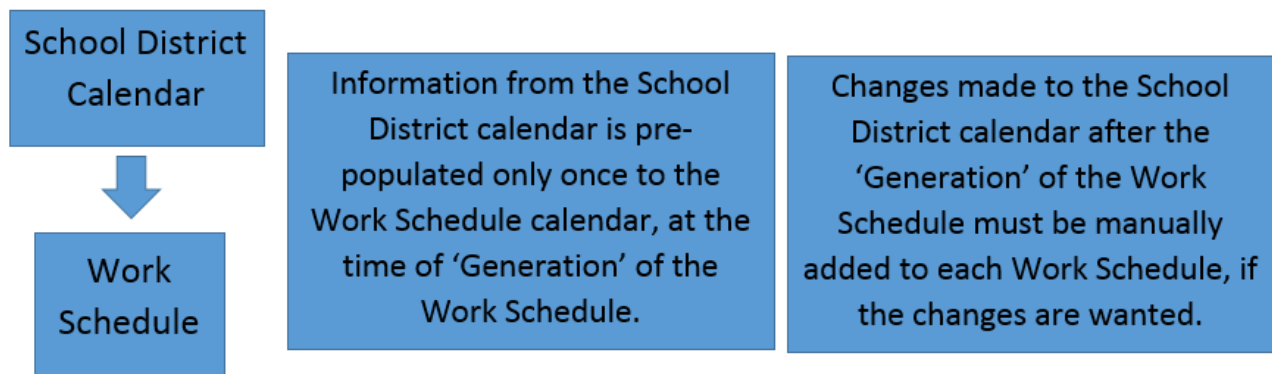 School District
Calendar
Work
Schedule
Information from the School
District calendar is pre-
populated only once to the
Work Schedule calendar, at the
time of ‘Generation’ of the
Work Schedule.
Changes made to the School
District calendar after the
‘Generation’ of the Work
Schedule must be manually
added to each Work Schedule, if
the changes are wanted.